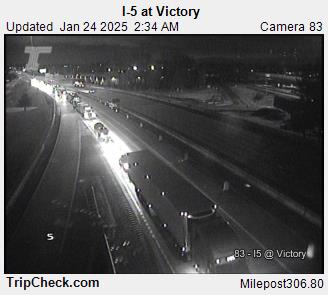 I-5 at Victory
Updated Jan 24 2025 2:34 AM Camera 83
S
83 - I5 @ Victory
TripCheck.com Milepost306.80